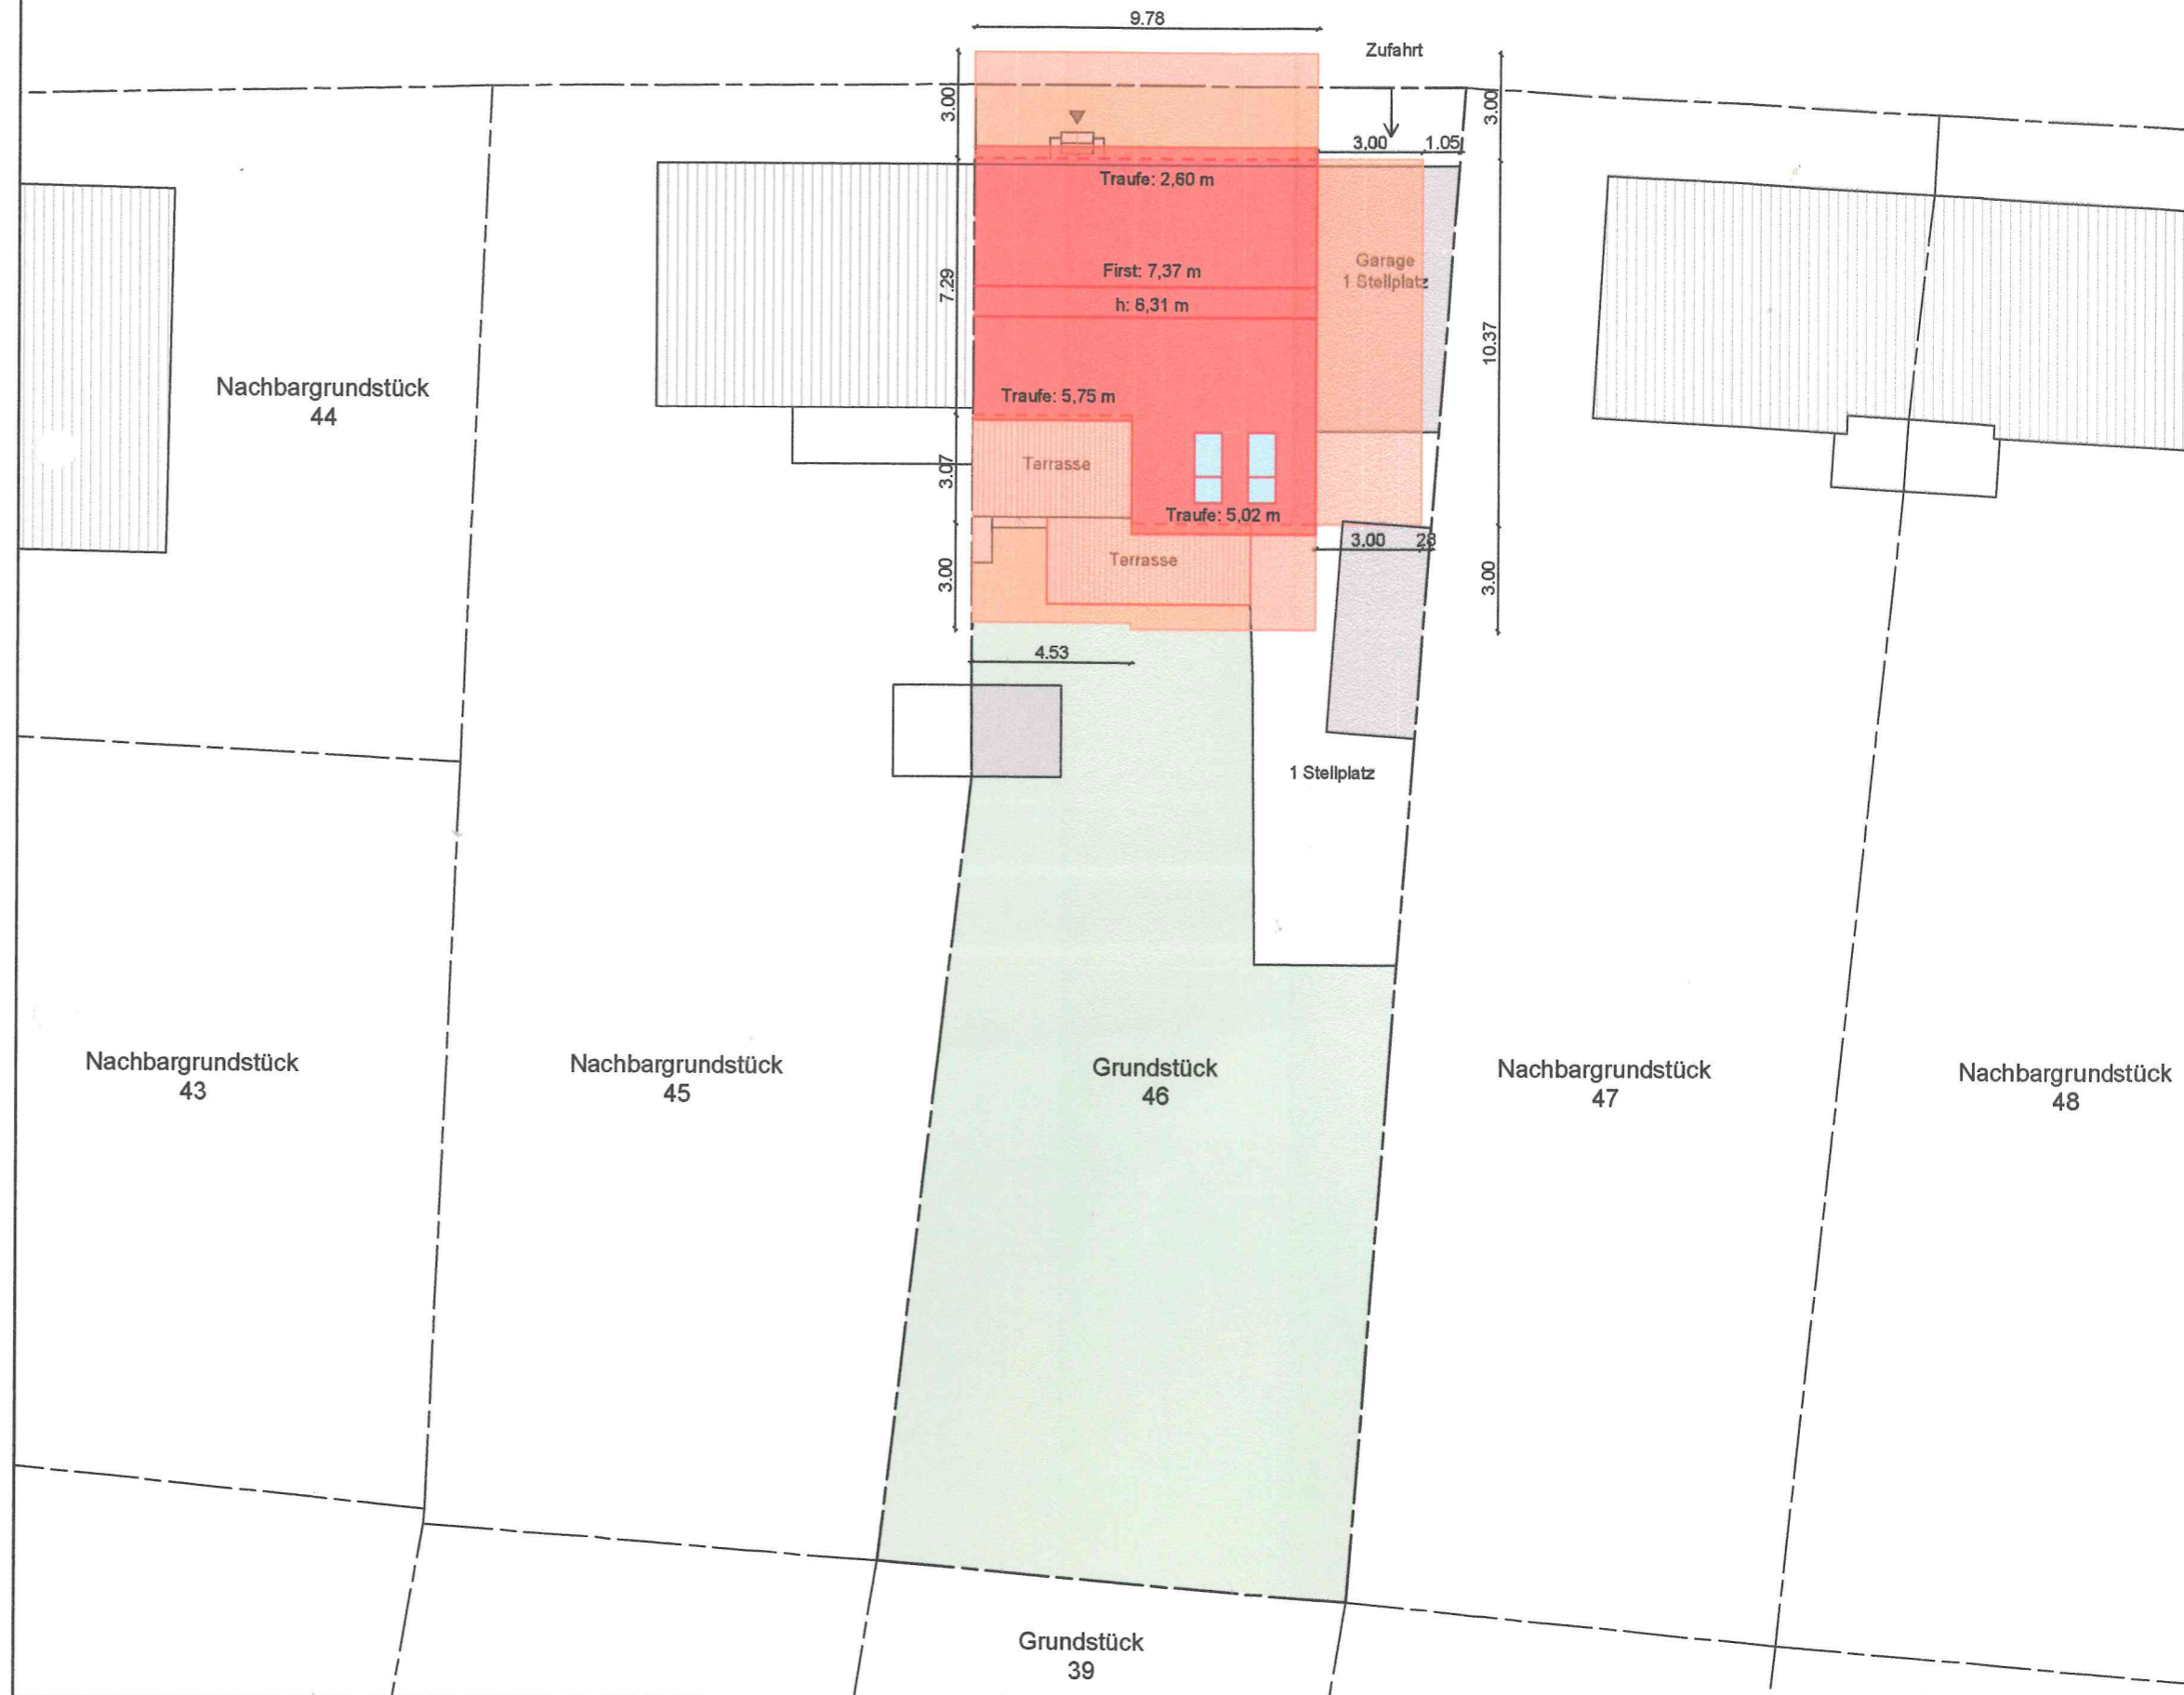 9.78
Zufahrt
3.00
3.00
3.00
1.05
Traufe: 2,60 m
First: 7,37 m
h: 6,31 m
Garage
1 Stellplatz
7.29
10.37
Nachbargrundstück
44
Traufe: 5,75 m
Terrasse
3.07
Traufe: 5,02 m
3.00
28
Terrasse
3.00
3.00
4.53
1 Stellplatz
Nachbargrundstück
43
Nachbargrundstück
45
Grundstück
46
Nachbargrundstück
47
Nachbargrundstück
48
Grundstück
39